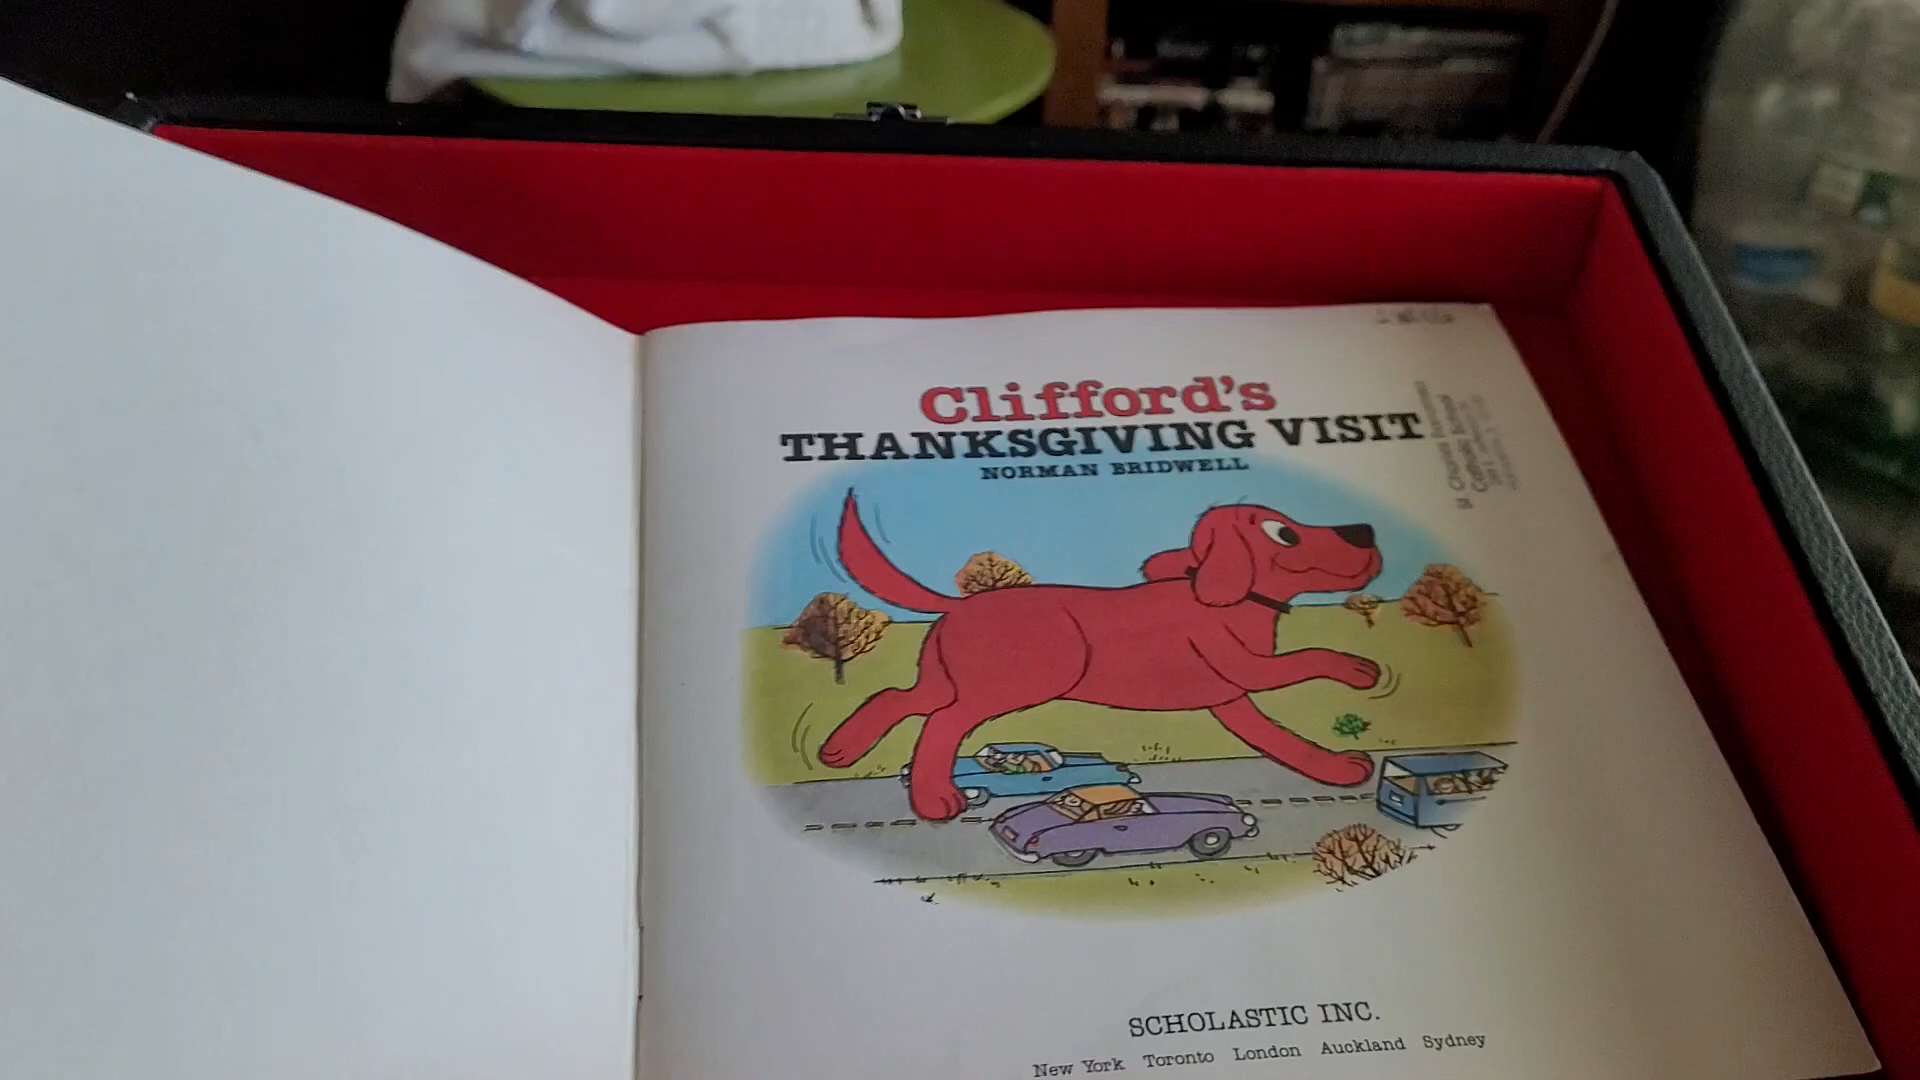 Clifford's
THANKSGIVING VISIT
NORMAN BRIDWELL
SCHOLASTIC INC.
New York Toronto London Auckland Sydney